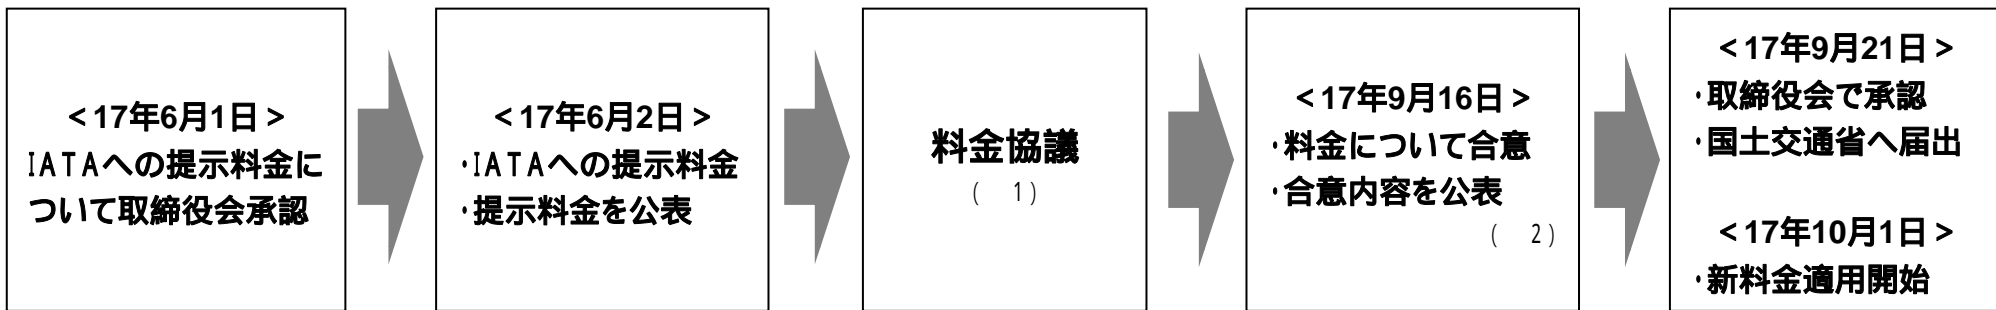 ＜17年6月1日＞
IATAへの提示料金に
ついて取締役会承認
＜17年6月2日＞
・IATAへの提示料金
・提示料金を公表
料金協議
(　1)
＜17年9月16日＞
・料金について合意
・合意内容を公表
(　2)
＜17年9月21日＞
・取締役会で承認
・国土交通省へ届出
＜17年10月1日＞
・新料金適用開始